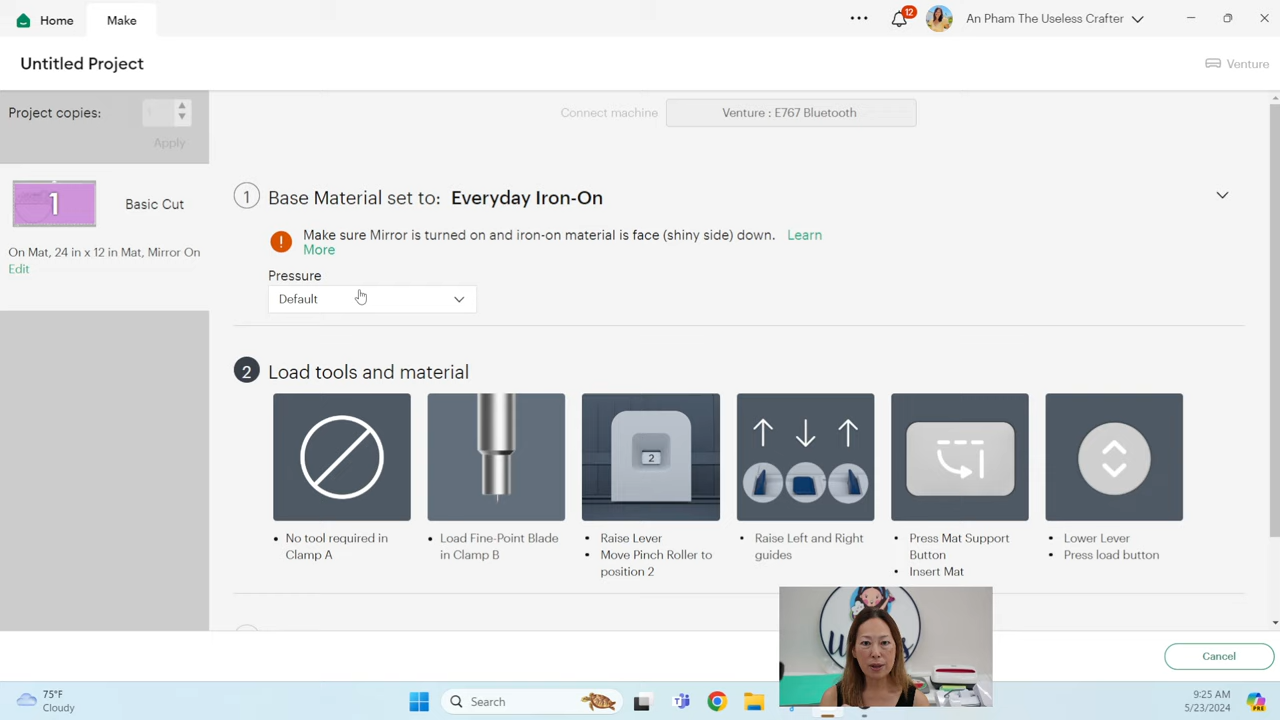 Home
Make
12
An Pham The Useless Crafter
Untitled Project
Venture
Project copies:
1
Apply
Connect machine
Venture : E767 Bluetooth
1
Basic Cut
On Mat, 24 in x 12 in Mat, Mirror On
Edit
1
Base Material set to: Everyday Iron-On
!
Make sure Mirror is turned on and iron-on material is face (shiny side) down. Learn
More
Pressure
Default
2
Load tools and material
2
No tool required in
Clamp A
Load Fine-Point Blade
in Clamp B
Raise Lever
Move Pinch Roller to
position 2
Raise Left and Right
guides
Press Mat Support
Button
Insert Mat
Lower Lever
Press load button
Cancel
75°F
Cloudy
Search
9:25 AM
5/23/2024